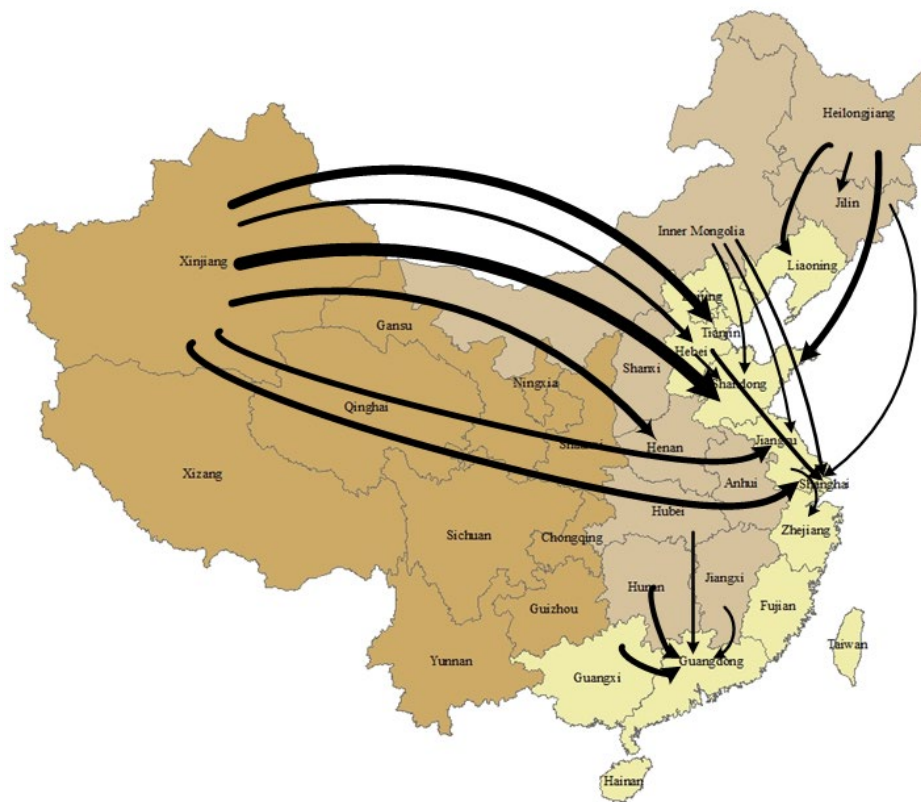 Heilongjiang
Jilin
Inner Mongolia
Liaoning
Xinjiang
Tianjin
Gansu
Hebei
Shanxi
Shandong
Ningxia
Qinghai
Jiangsu
Henan
Xizang
Anhui
Shanghai
Hubei
Zhejiang
Sichuan
Chongqing
Jiangxi
Hunan
Guizhou
Fujian
Taiwan
Yunnan
Guangdong
Guangxi
Hainan